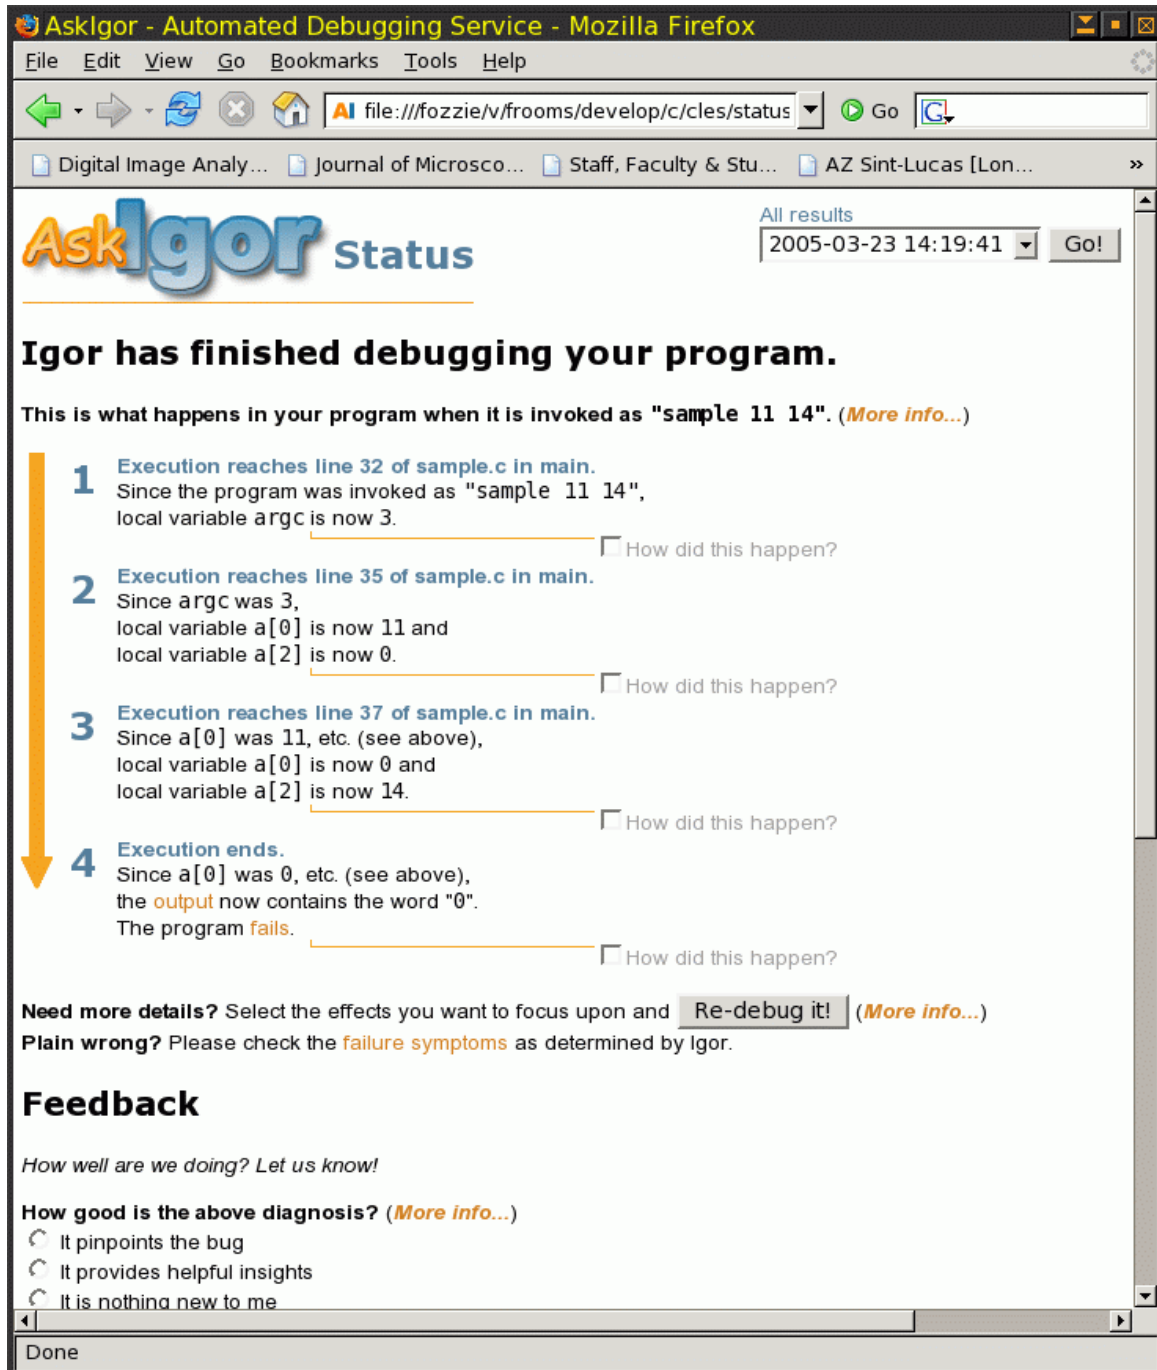 AskIgor - Automated Debugging Service - Mozilla Firefox
File Edit View Go Bookmarks Tools Help
AI file:///fozzie/v/frooms/develop/c/cles/status Go G
Digital Image Analy... Journal of Microsco... Staff, Faculty & Stu... AZ Sint-Lucas [Lon... »
All results
AskIgor Status
2005-03-23 14:19:41 Go!
Igor has finished debugging your program.
This is what happens in your program when it is invoked as "sample 11 14". (More info...)
1 Execution reaches line 32 of sample.c in main.
Since the program was invoked as "sample 11 14",
local variable argc is now 3.
How did this happen?
2 Execution reaches line 35 of sample.c in main.
Since argc was 3,
local variable a[0] is now 11 and
local variable a[2] is now 0.
How did this happen?
3 Execution reaches line 37 of sample.c in main.
Since a[0] was 11, etc. (see above),
local variable a[0] is now 0 and
local variable a[2] is now 14.
How did this happen?
4 Execution ends.
Since a[0] was 0, etc. (see above),
the output now contains the word "0".
The program fails.
How did this happen?
Need more details? Select the effects you want to focus upon and Re-debug it! (More info...)
Plain wrong? Please check the failure symptoms as determined by Igor.
Feedback
How well are we doing? Let us know!
How good is the above diagnosis? (More info...)
It pinpoints the bug
It provides helpful insights
It is nothing new to me
Done